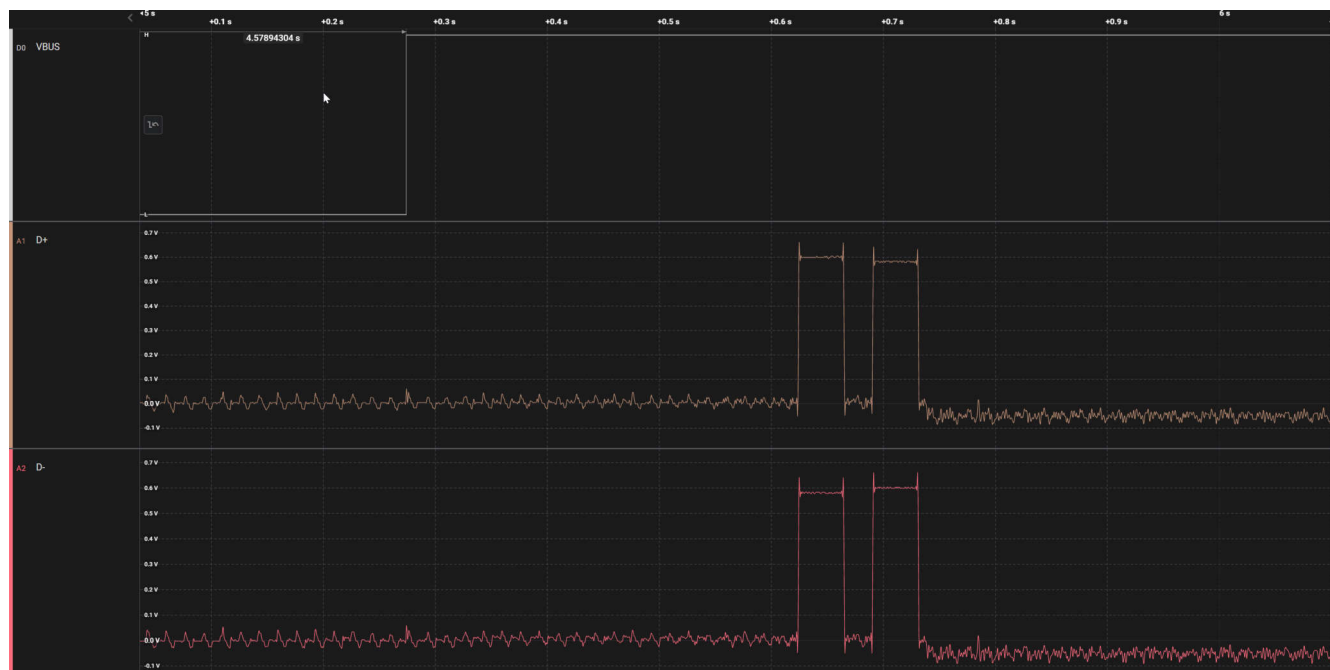 5 s
+0.1 s +0.2 s +0.3 s +0.4 s +0.5 s +0.6 s +0.7 s +0.8 s +0.9 s 6 s
D0 VBUS
H
4.57894304 s
L
A1 D+
0.7 V
0.6 V
0.5 V
0.4 V
0.3 V
0.2 V
0.1 V
0.0 V
-0.1 V
A2 D-
0.7 V
0.6 V
0.5 V
0.4 V
0.3 V
0.2 V
0.1 V
0.0 V
-0.1 V